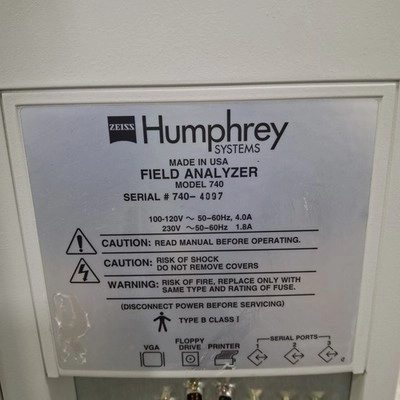 ZEISS Humphrey
SYSTEMS
MADE IN USA
FIELD ANALYZER
MODEL 740
SERIAL # 740- 4097
100-120V ~ 50-60Hz, 4.0A
230V ~ 50-60Hz 1.8A
CAUTION: READ MANUAL BEFORE OPERATING.
CAUTION: RISK OF SHOCK
DO NOT REMOVE COVERS
WARNING: RISK OF FIRE, REPLACE ONLY WITH
SAME TYPE AND RATING OF FUSE.
(DISCONNECT POWER BEFORE SERVICING)
TYPE B CLASS I
VGA FLOPPY DRIVE PRINTER SERIAL PORTS
1 2 3